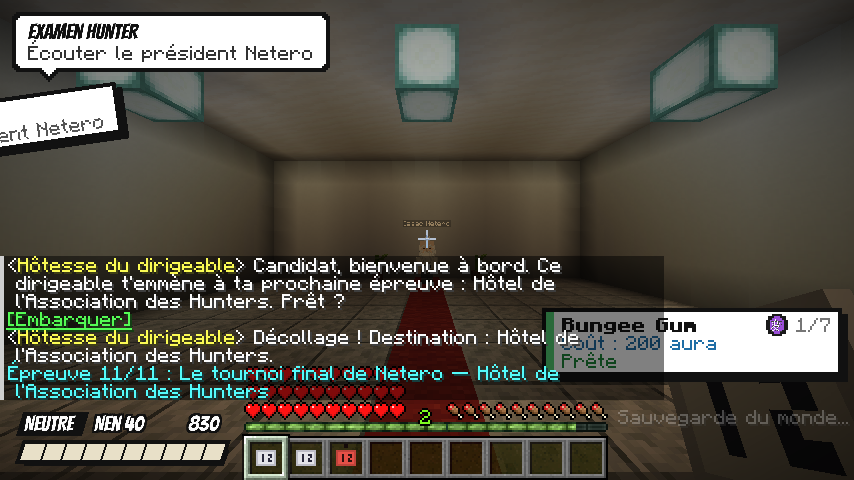 EXAMEN HUNTER
Écouter le président Netero
ent Netero
Isaac Netero
<Hôtesse du dirigeable> Candidat, bienvenue à bord. Ce
dirigeable t'emmène à ta prochaine épreuve : Hôtel de
l'Association des Hunters. Prêt ?
[Embarquer]
<Hôtesse du dirigeable> Décollage ! Destination : Hôtel de
l'Association des Hunters.
Épreuve 11/11 : Le tournoi final de Netero — Hôtel de
l'Association des Hunters
Bungee Gum 1/7
Coût : 200 aura
Prête
NEUTRE NEN 40 830
2
Sauvegarde du monde...
12 12 12